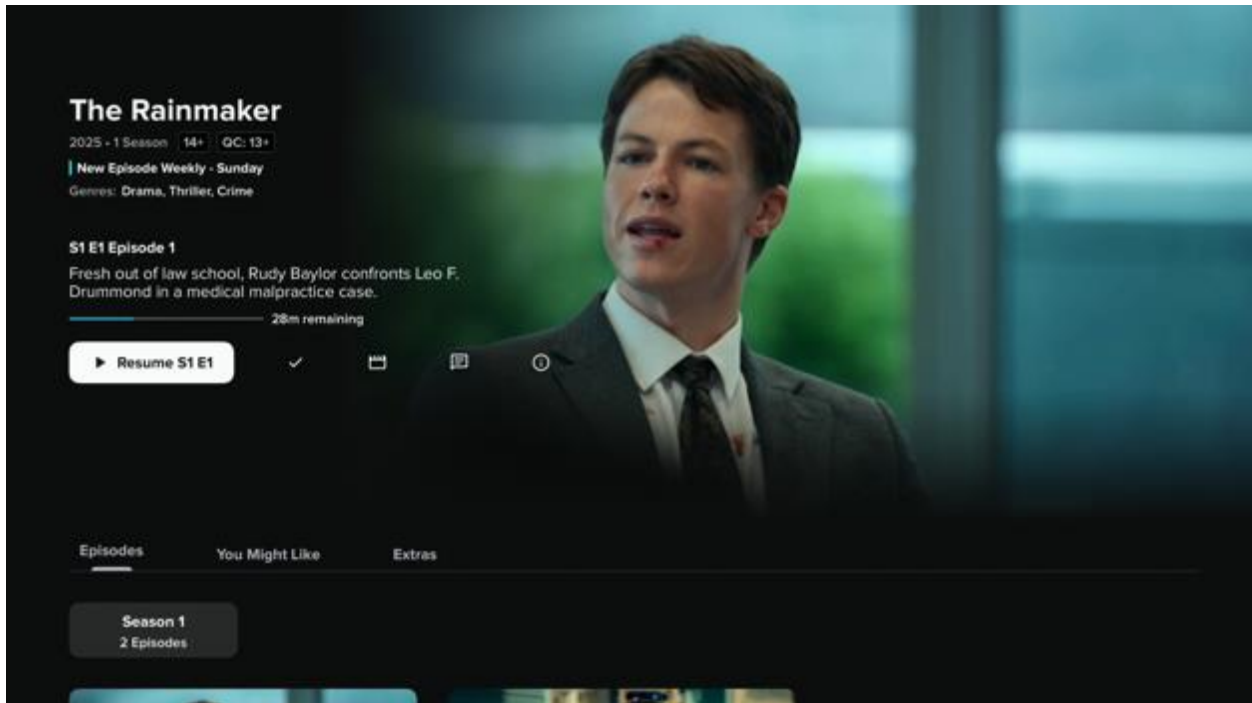 The Rainmaker
2025 • 1 Season 14+ QC: 13+
New Episode Weekly - Sunday
Genres: Drama, Thriller, Crime
S1 E1 Episode 1
Fresh out of law school, Rudy Baylor confronts Leo F.
Drummond in a medical malpractice case.
28m remaining
Resume S1 E1
Episodes You Might Like Extras
Season 1
2 Episodes